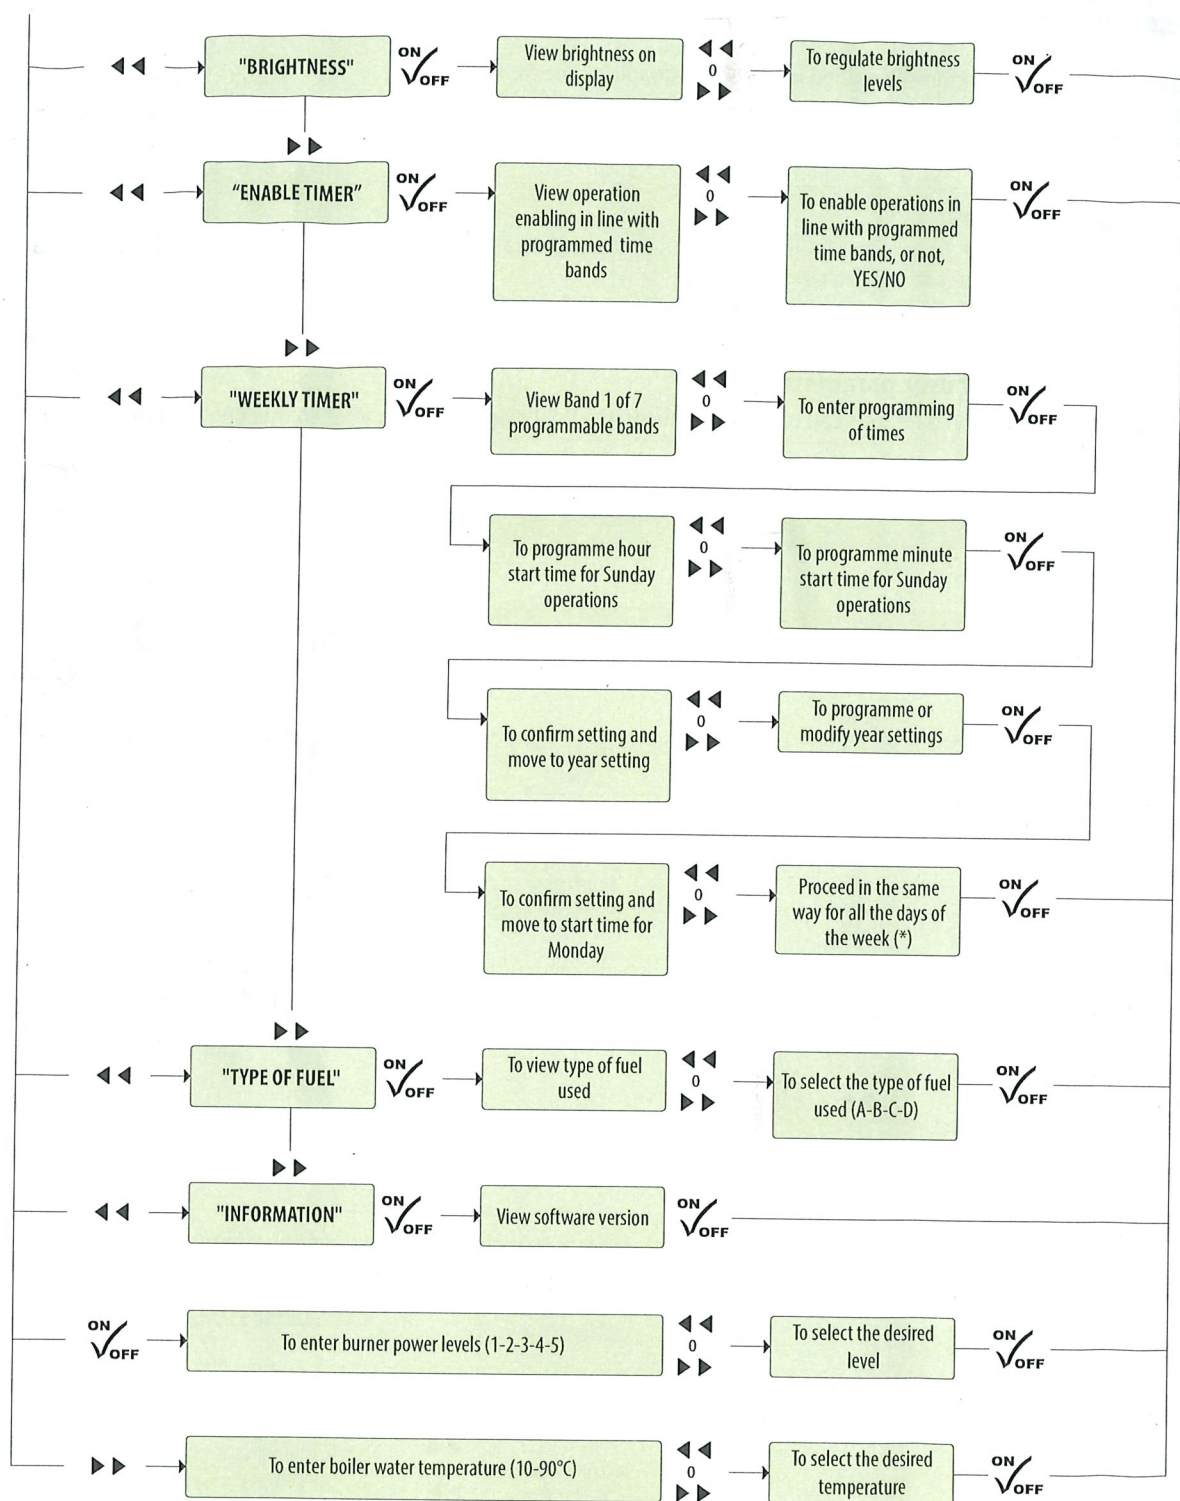 "BRIGHTNESS"
ON
OFF
View brightness on
display
0
To regulate brightness
levels
ON
OFF
“ENABLE TIMER”
ON
OFF
View operation
enabling in line with
programmed time
bands
0
To enable operations in
line with programmed
time bands, or not,
YES/NO
ON
OFF
"WEEKLY TIMER"
ON
OFF
View Band 1 of 7
programmable bands
0
To enter programming
of times
ON
OFF
To programme hour
start time for Sunday
operations
0
To programme minute
start time for Sunday
operations
ON
OFF
To confirm setting and
move to year setting
0
To programme or
modify year settings
ON
OFF
To confirm setting and
move to start time for
Monday
0
Proceed in the same
way for all the days of
the week (*)
ON
OFF
"TYPE OF FUEL"
ON
OFF
To view type of fuel
used
0
To select the type of fuel
used (A-B-C-D)
ON
OFF
"INFORMATION"
ON
OFF
View software version
ON
OFF
ON
OFF
To enter burner power levels (1-2-3-4-5)
0
To select the desired
level
ON
OFF
To enter boiler water temperature (10-90°C)
0
To select the desired
temperature
ON
OFF